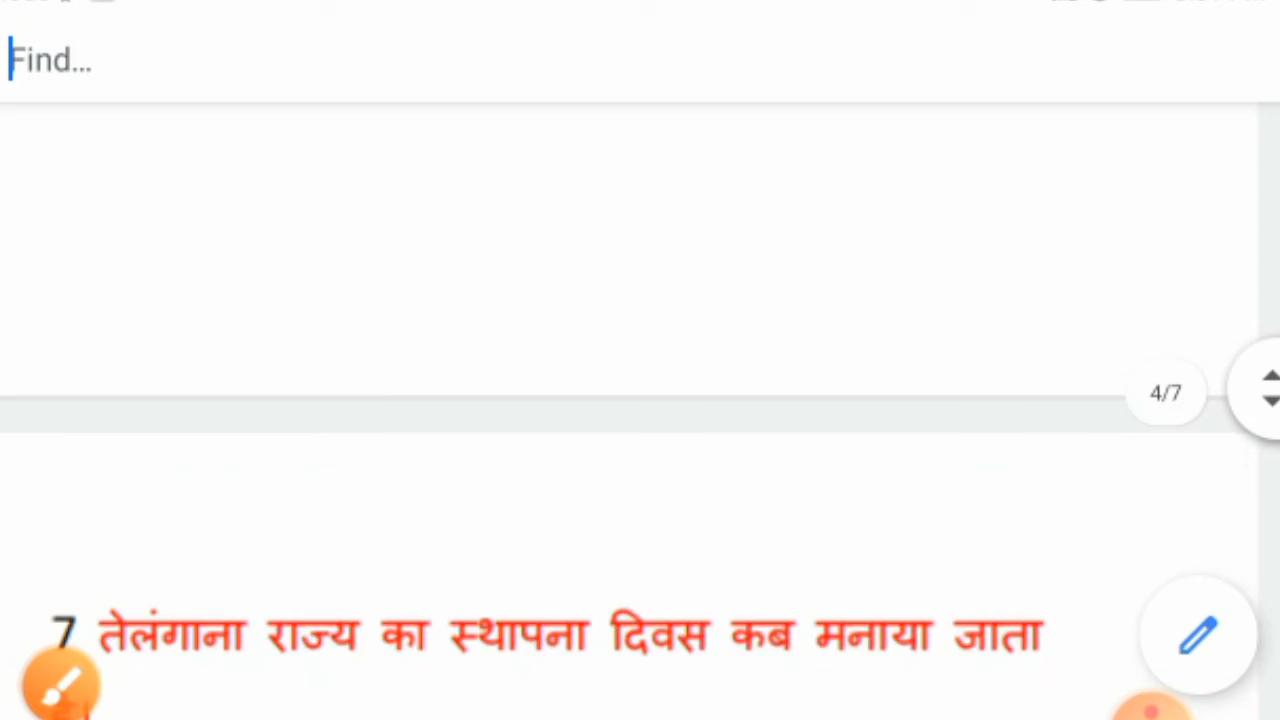 Find...
4/7
7 तेलंगाना राज्य का स्थापना दिवस कब मनाया जाता